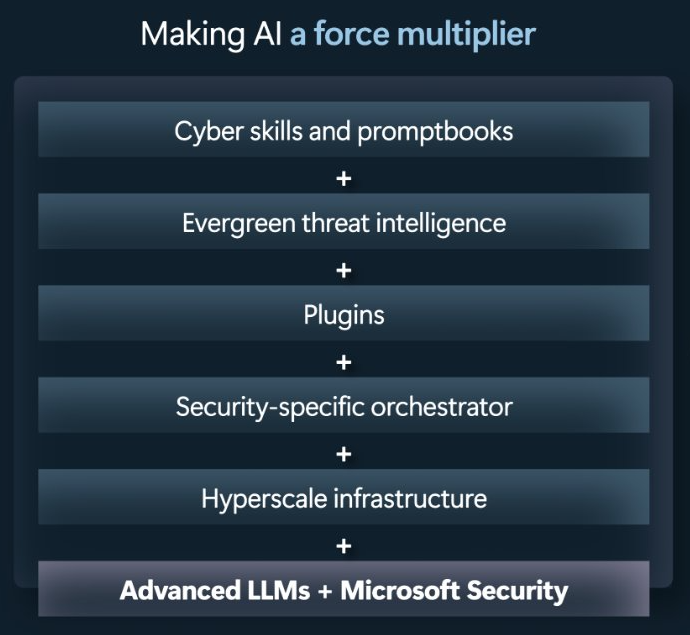 Making AI a force multiplier
Cyber skills and promptbooks
+
Evergreen threat intelligence
+
Plugins
+
Security-specific orchestrator
+
Hyperscale infrastructure
+
Advanced LLMs + Microsoft Security